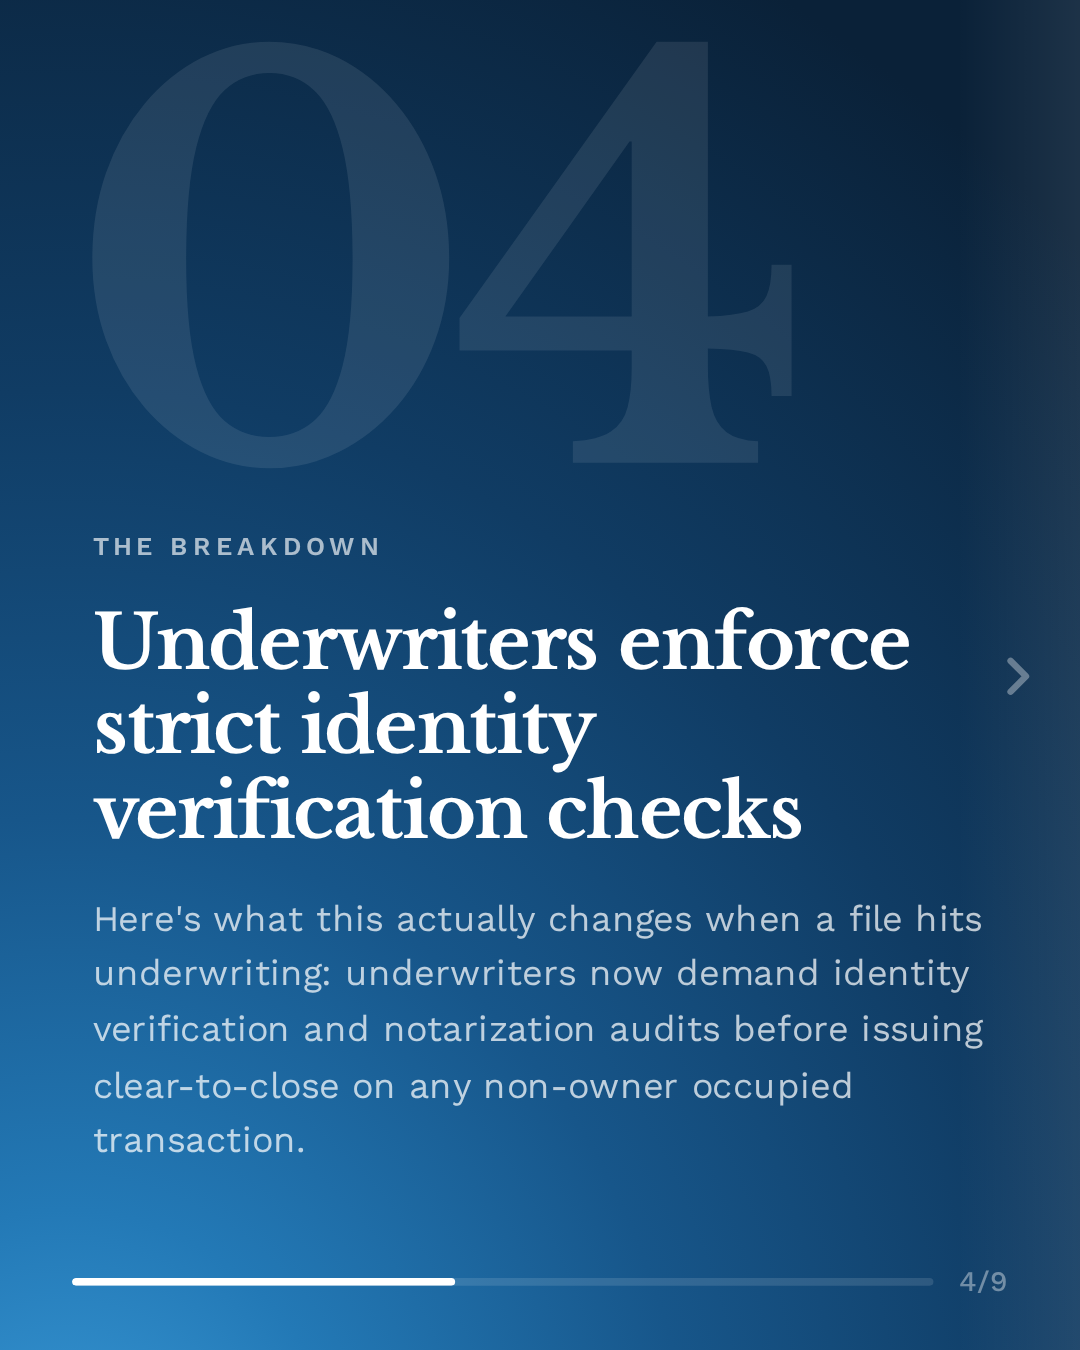 04
THE BREAKDOWN
Underwriters enforce
strict identity
verification checks
Here's what this actually changes when a file hits
underwriting: underwriters now demand identity
verification and notarization audits before issuing
clear-to-close on any non-owner occupied
transaction.
4/9